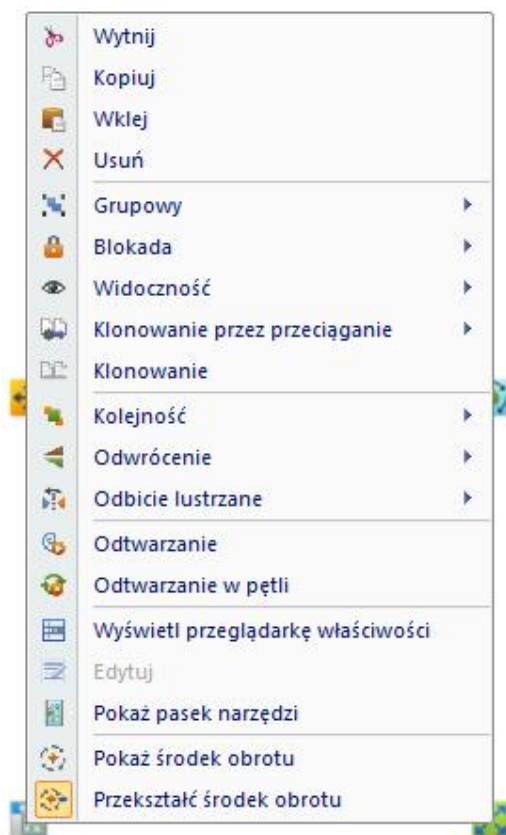 Wytnij
Kopiuj
Wklej
Usuń
Grupowy
Blokada
Widoczność
Klonowanie przez przeciąganie
Klonowanie
Kolejność
Odwrócenie
Odbicie lustrzane
Odtwarzanie
Odtwarzanie w pętli
Wyświetl przeglądarkę właściwości
Edytuj
Pokaż pasek narzędzi
Pokaż środek obrotu
Przekształć środek obrotu